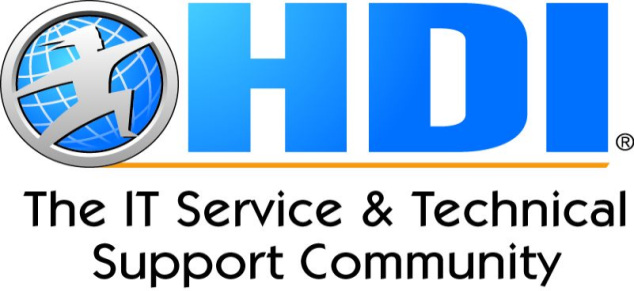 HDI®
The IT Service & Technical
Support Community